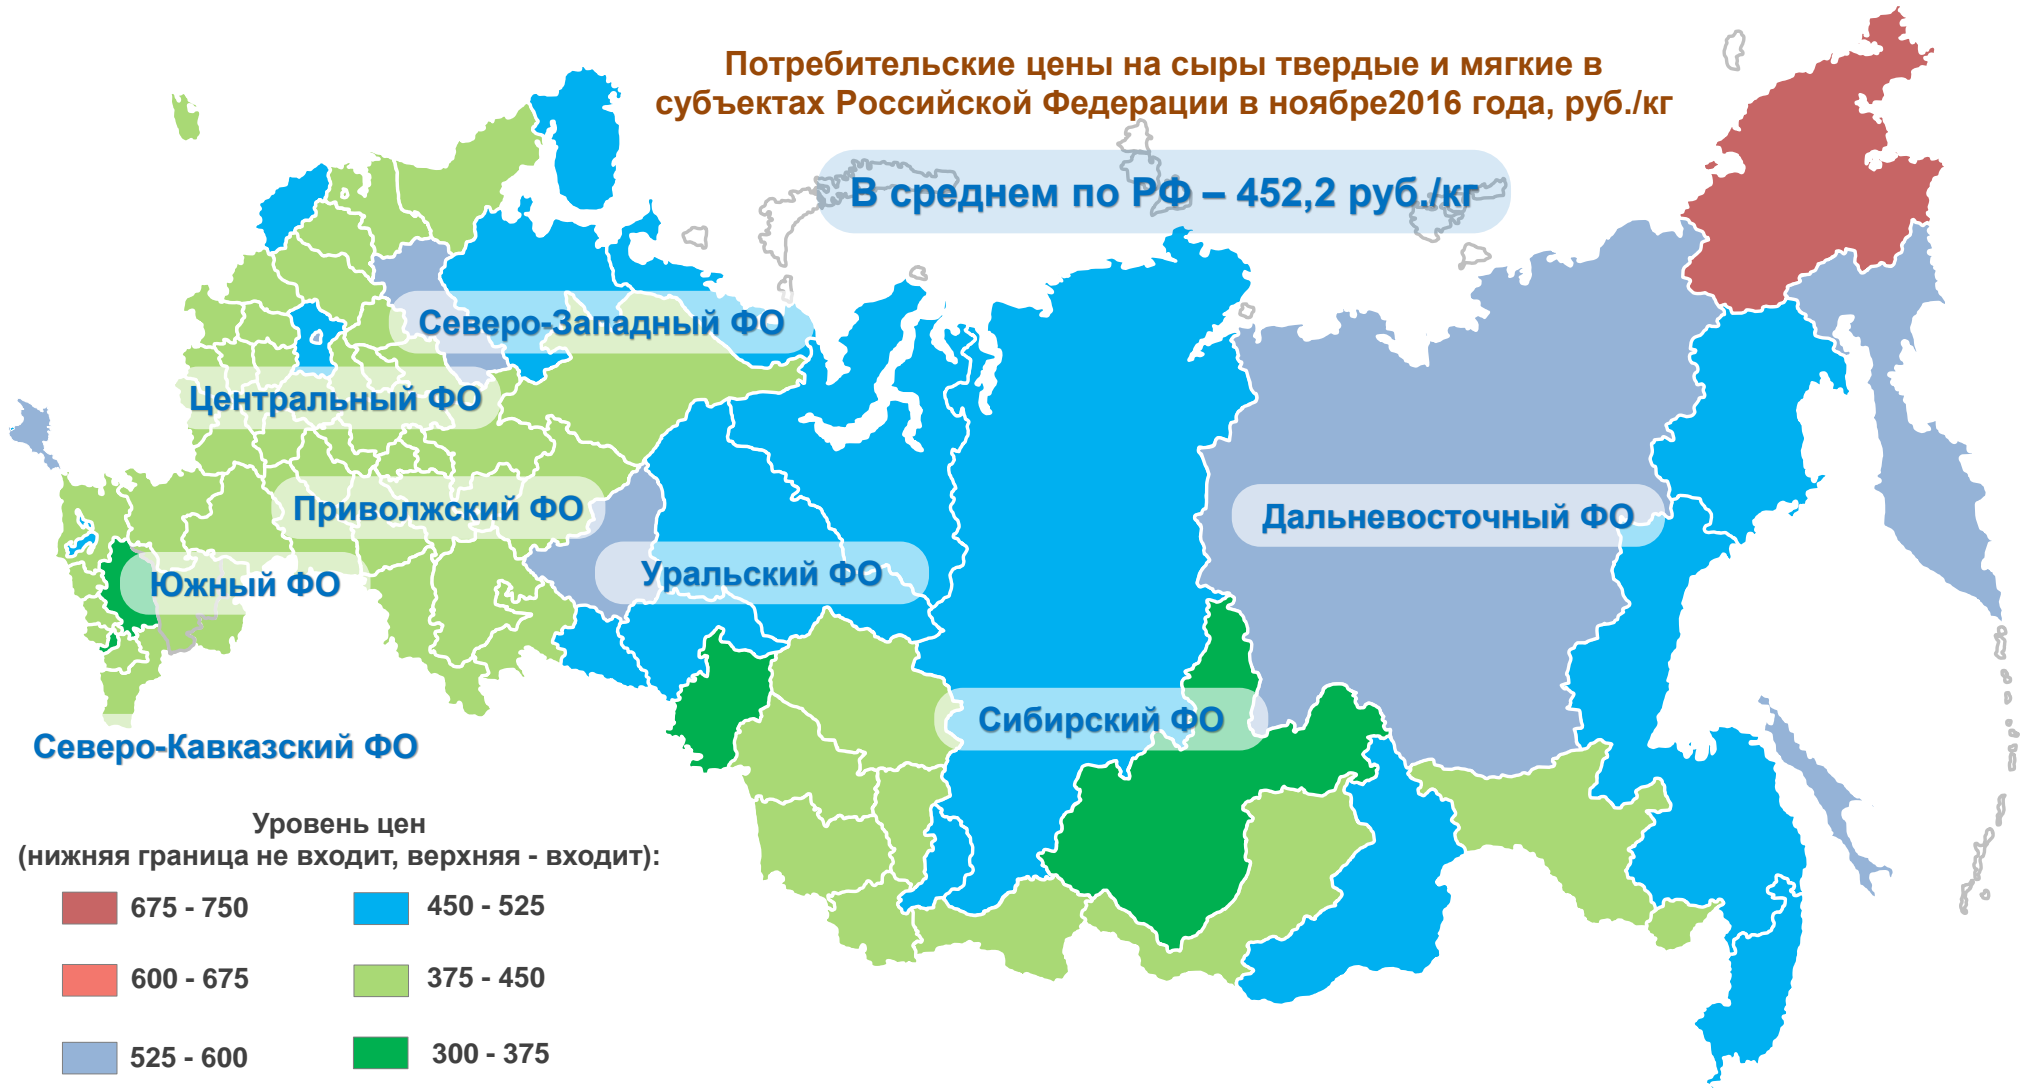 Потребительские цены на сыры твердые и мягкие в
субъектах Российской Федерации в ноябре2016 года, руб./кг
В среднем по РФ – 452,2 руб./кг
Северо-Западный ФО
Центральный ФО
Приволжский ФО
Дальневосточный ФО
Южный ФО
Уральский ФО
Сибирский ФО
Северо-Кавказский ФО
Уровень цен
(нижняя граница не входит, верхняя - входит):
675 - 750
450 - 525
600 - 675
375 - 450
525 - 600
300 - 375